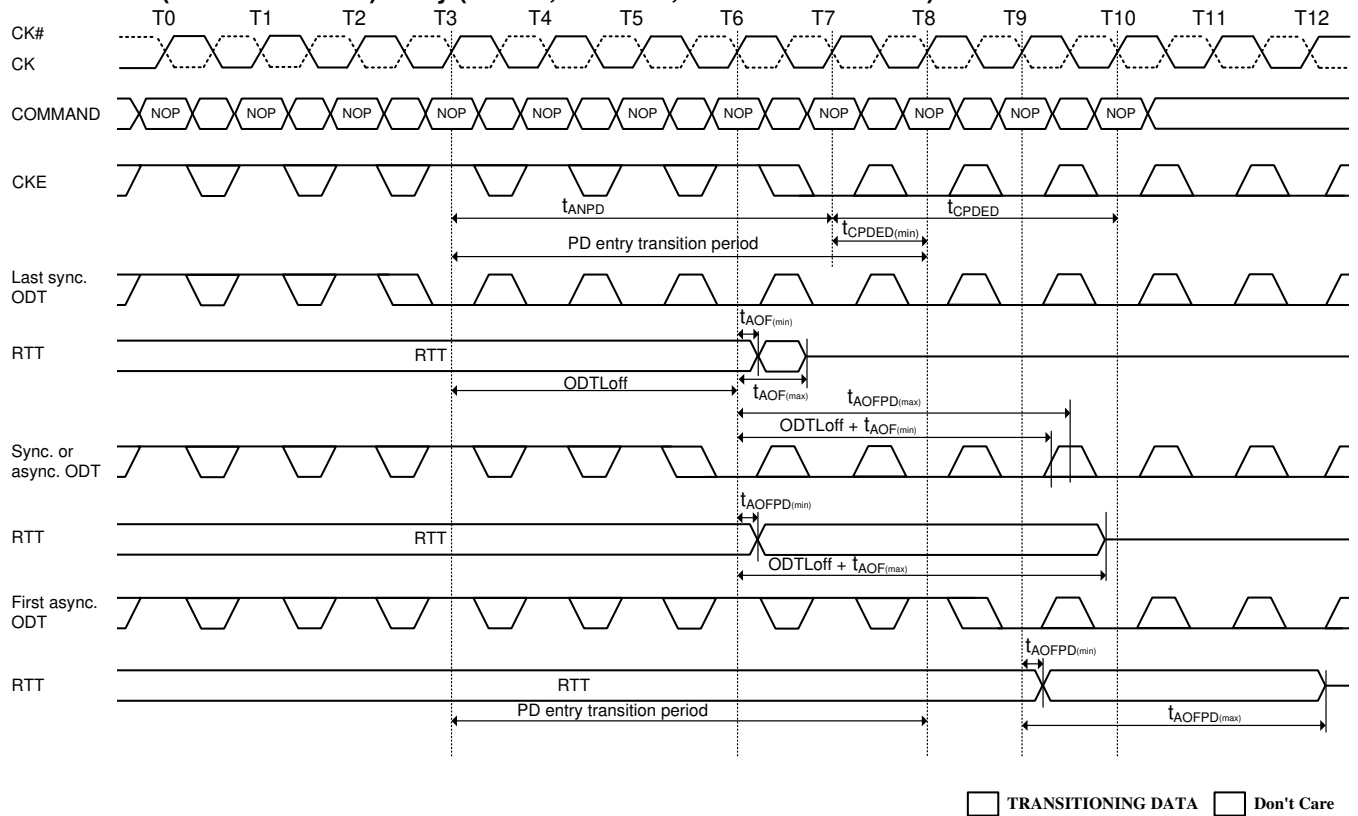 T0 T1 T2 T3 T4 T5 T6 T7 T8 T9 T10 T11 T12
CK#
CK
COMMAND NOP NOP NOP NOP NOP NOP NOP NOP NOP NOP NOP
CKE
tANPD tCPDED
tCPDED(min)
PD entry transition period
Last sync.
ODT
tAOF(min)
RTT RTT
ODTLoff
tAOF(max)
tAOFPD(max)
ODTLoff + tAOF(min)
Sync. or
async. ODT
tAOFPD(min)
RTT RTT
ODTLoff + tAOF(max)
First async.
ODT
tAOFPD(min)
RTT RTT
PD entry transition period
tAOFPD(max)
TRANSITIONING DATA Don't Care